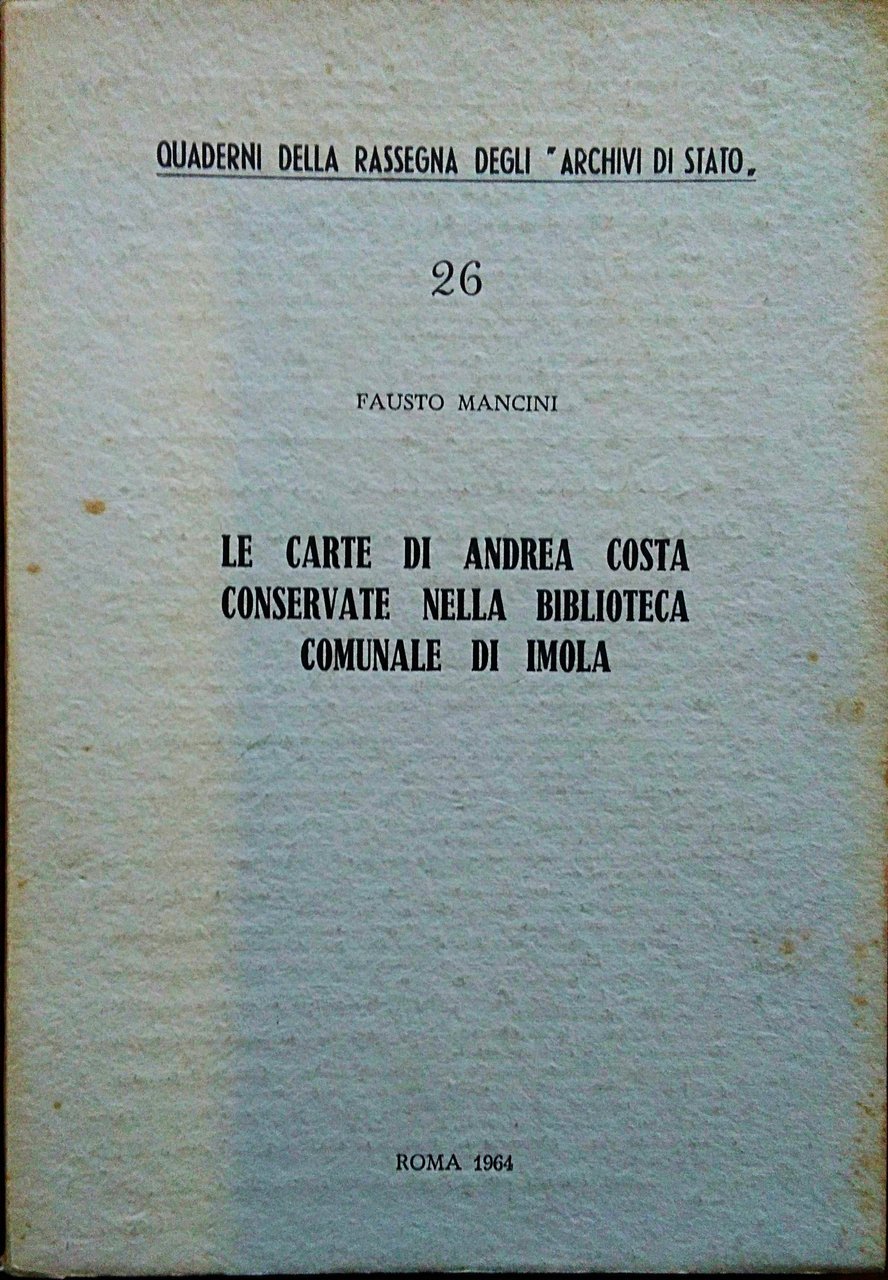 QUADERNI DELLA RASSEGNA DEGLI "ARCHIVI DI STATO„
26
FAUSTO MANCINI
LE CARTE DI ANDREA COSTA
CONSERVATE NELLA BIBLIOTECA
COMUNALE DI IMOLA
ROMA 1964